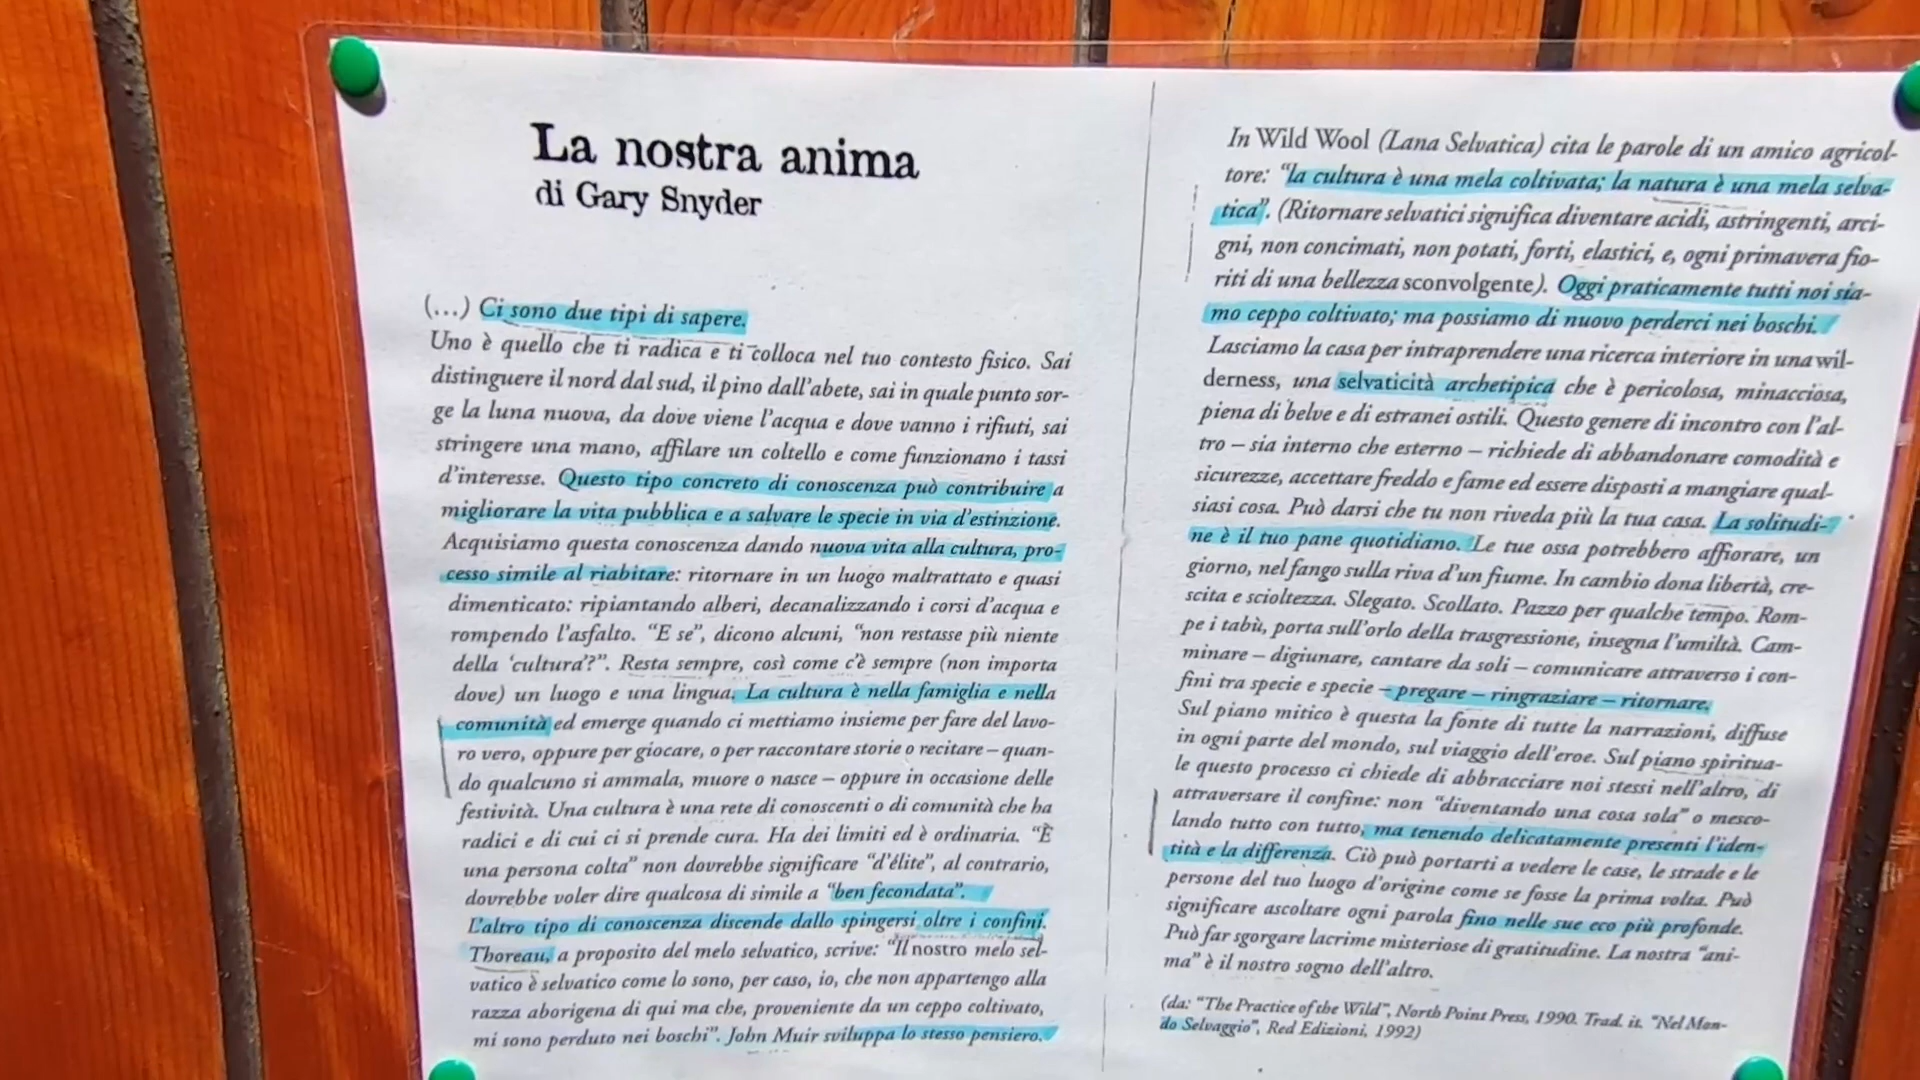 La nostra anima
di Gary Snyder
(...) Ci sono due tipi di sapere.
Uno è quello che ti radica e ti colloca nel tuo contesto fisico. Sai
distinguere il nord dal sud, il pino dall'abete, sai in quale punto sor-
ge la luna nuova, da dove viene l'acqua e dove vanno i rifiuti, sai
stringere una mano, affilare un coltello e come funzionano i tassi
d'interesse. Questo tipo concreto di conoscenza può contribuire a
migliorare la vita pubblica e a salvare le specie in via d'estinzione.
Acquisiamo questa conoscenza dando nuova vita alla cultura, pro-
cesso simile al riabitare: ritornare in un luogo maltrattato e quasi
dimenticato: ripiantando alberi, decanalizzando i corsi d'acqua e
rompendo l'asfalto. “E se”, dicono alcuni, “non restasse più niente
della ‘cultura’?”. Resta sempre, così come c'è sempre (non importa
dove) un luogo e una lingua. La cultura è nella famiglia e nella
comunità ed emerge quando ci mettiamo insieme per fare del lavo-
ro vero, oppure per giocare, o per raccontare storie o recitare – quan-
do qualcuno si ammala, muore o nasce – oppure in occasione delle
festività. Una cultura è una rete di conoscenti o di comunità che ha
radici e di cui ci si prende cura. Ha dei limiti ed è ordinaria. “È
una persona colta” non dovrebbe significare “d'élite”, al contrario,
dovrebbe voler dire qualcosa di simile a “ben fecondata”.
L'altro tipo di conoscenza discende dallo spingersi oltre i confini.
Thoreau, a proposito del melo selvatico, scrive: “Il nostro melo sel-
vatico è selvatico come lo sono, per caso, io, che non appartengo alla
razza aborigena di qui ma che, proveniente da un ceppo coltivato,
mi sono perduto nei boschi”. John Muir sviluppa lo stesso pensiero.
In Wild Wool (Lana Selvatica) cita le parole di un amico agricol-
tore: “la cultura è una mela coltivata; la natura è una mela selva-
tica”. (Ritornare selvatici significa diventare acidi, astringenti, arci-
gni, non concimati, non potati, forti, elastici, e, ogni primavera fio-
riti di una bellezza sconvolgente). Oggi praticamente tutti noi sia-
mo ceppo coltivato; ma possiamo di nuovo perderci nei boschi.
Lasciamo la casa per intraprendere una ricerca interiore in una wil-
derness, una selvaticità archetipica che è pericolosa, minacciosa,
piena di belve e di estranei ostili. Questo genere di incontro con l'al-
tro – sia interno che esterno – richiede di abbandonare comodità e
sicurezze, accettare freddo e fame ed essere disposti a mangiare qual-
siasi cosa. Può darsi che tu non riveda più la tua casa. La solitudi-
ne è il tuo pane quotidiano. Le tue ossa potrebbero affiorare, un
giorno, nel fango sulla riva d'un fiume. In cambio dona libertà, cre-
scita e scioltezza. Slegato. Scollato. Pazzo per qualche tempo. Rom-
pe i tabù, porta sull'orlo della trasgressione, insegna l'umiltà. Cam-
minare – digiunare, cantare da soli – comunicare attraverso i con-
fini tra specie e specie – pregare – ringraziare – ritornare.
Sul piano mitico è questa la fonte di tutte la narrazioni, diffuse
in ogni parte del mondo, sul viaggio dell'eroe. Sul piano spiritua-
le questo processo ci chiede di abbracciare noi stessi nell'altro, di
attraversare il confine: non “diventando una cosa sola” o mesco-
lando tutto con tutto, ma tenendo delicatamente presenti l'iden-
tità e la differenza. Ciò può portarti a vedere le case, le strade e le
persone del tuo luogo d'origine come se fosse la prima volta. Può
significare ascoltare ogni parola fino nelle sue eco più profonde.
Può far sgorgare lacrime misteriose di gratitudine. La nostra “ani-
ma” è il nostro sogno dell'altro.
(da: “The Practice of the Wild”, North Point Press, 1990. Trad. it. “Nel Mon-
do Selvaggio”, Red Edizioni, 1992)